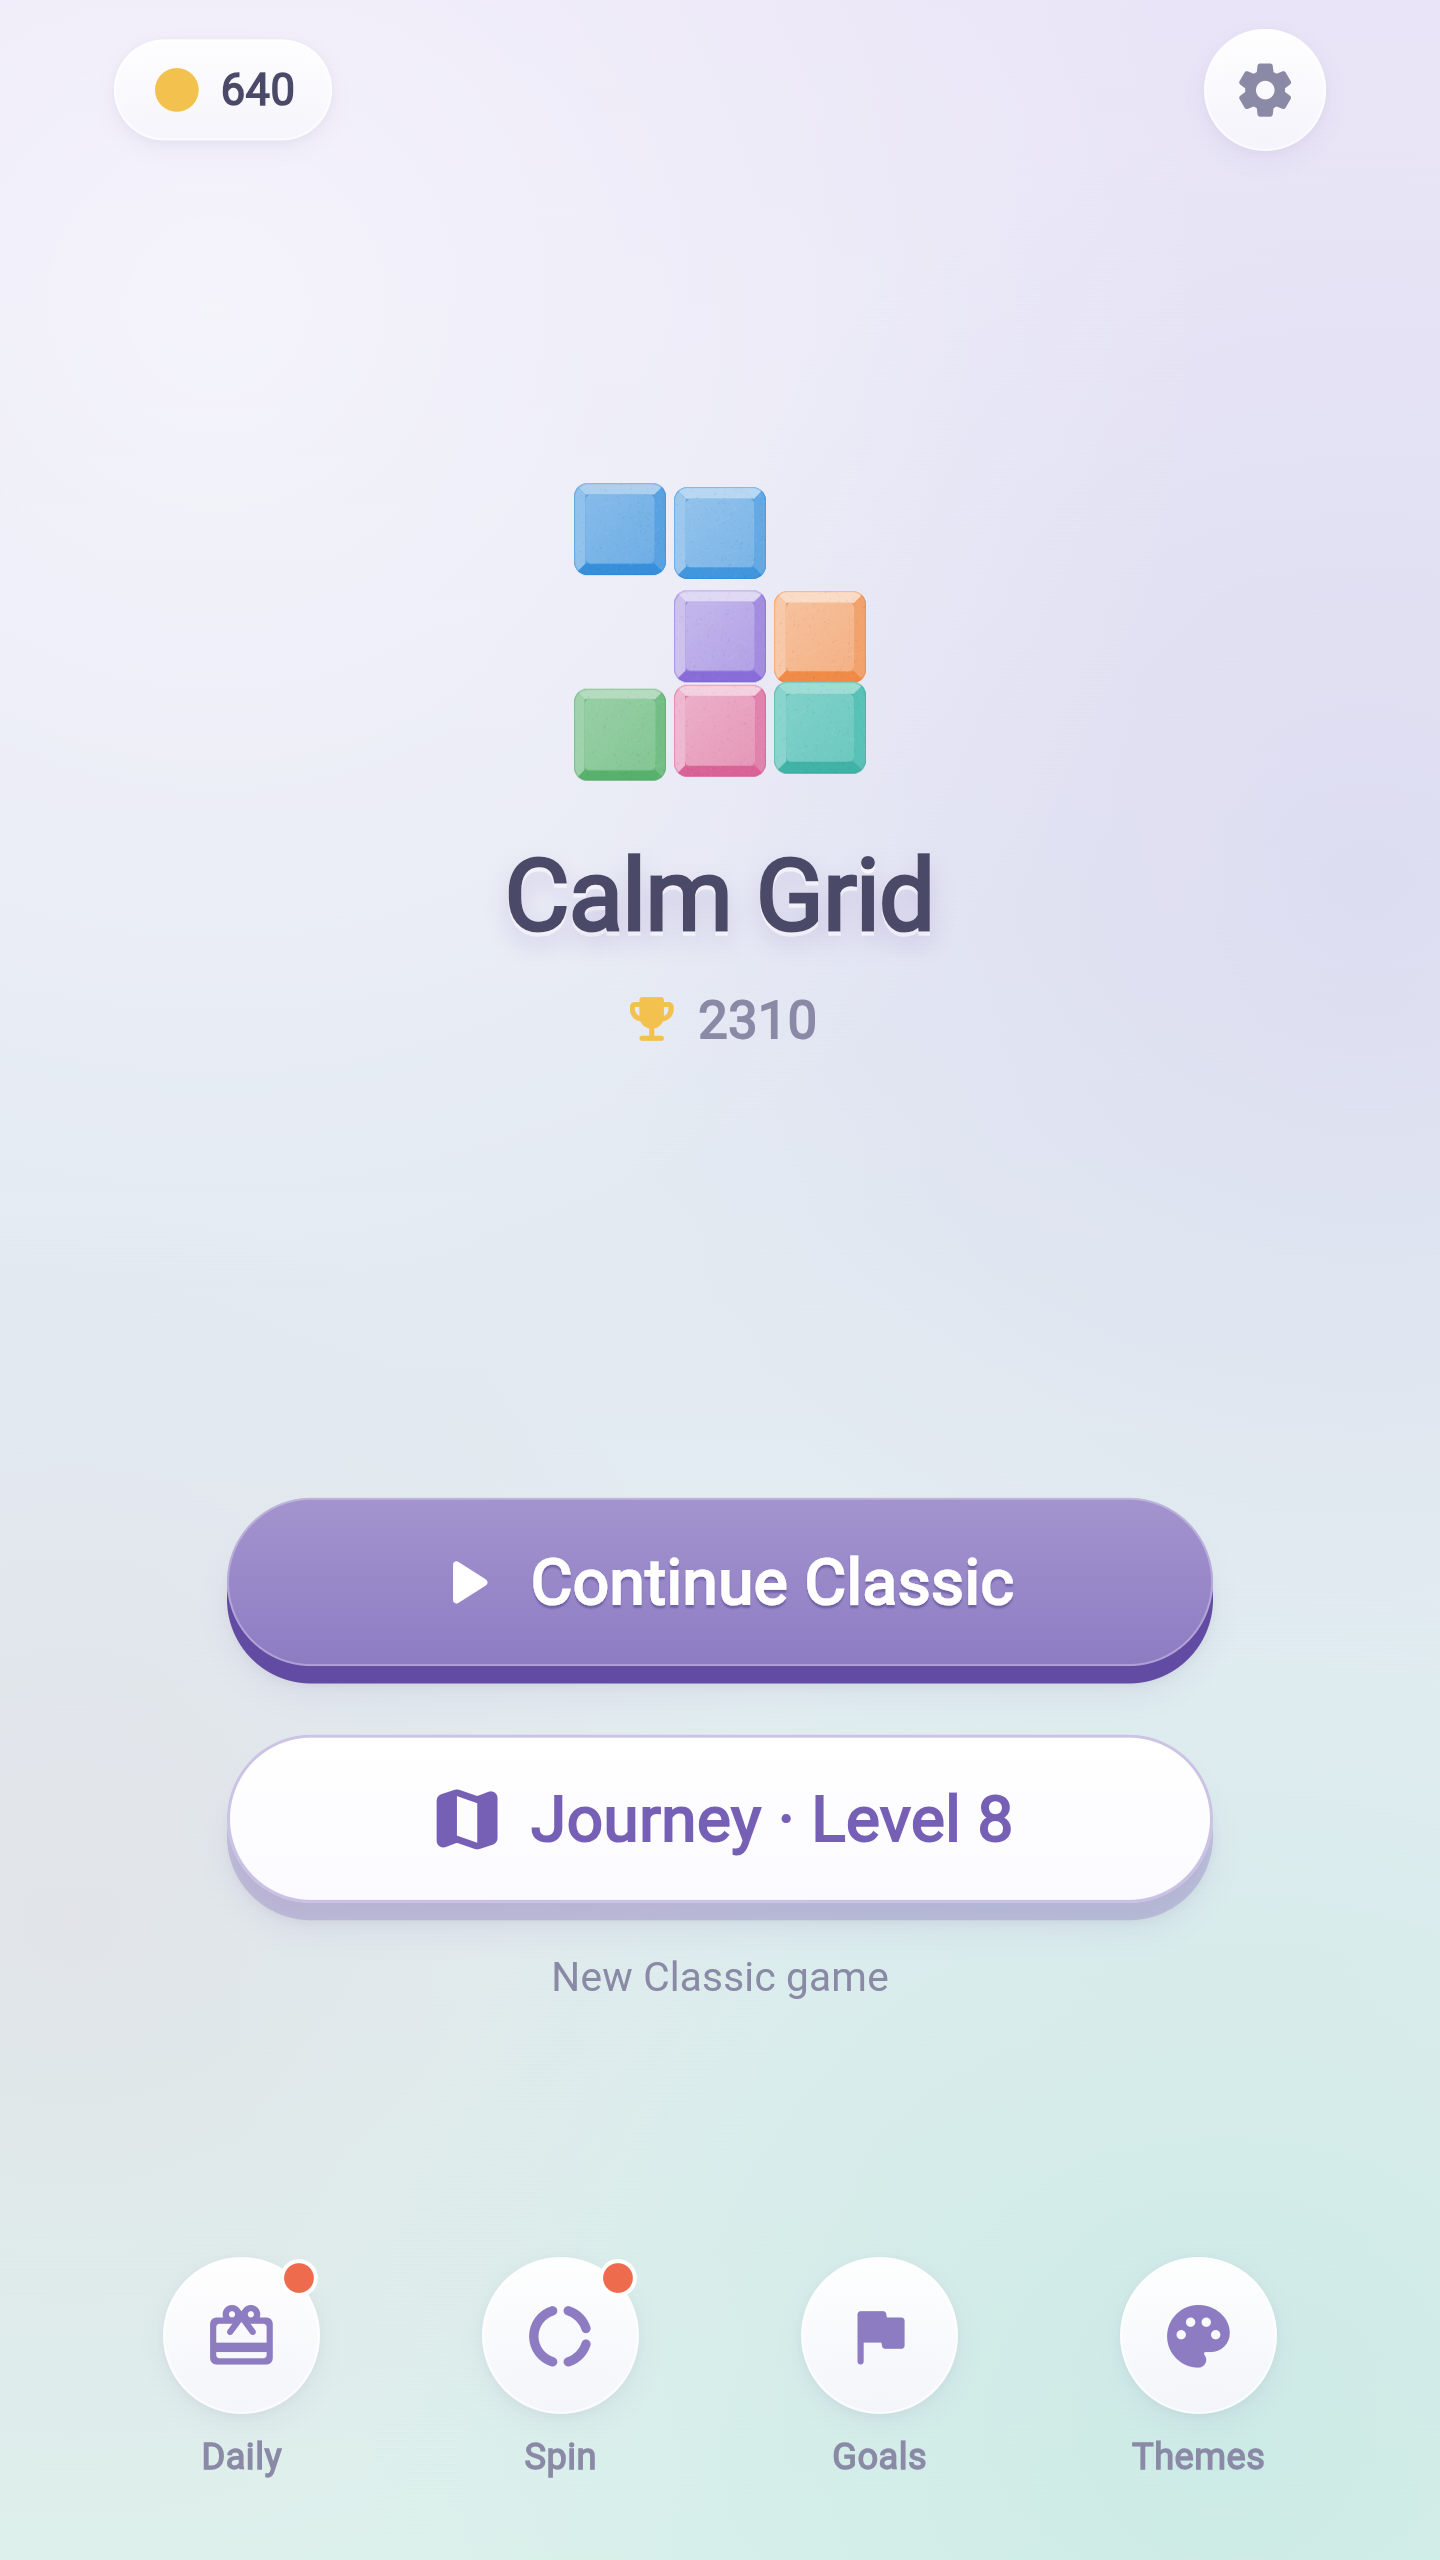 640
Calm Grid
2310
Continue Classic
Journey · Level 8
New Classic game
Daily
Spin
Goals
Themes